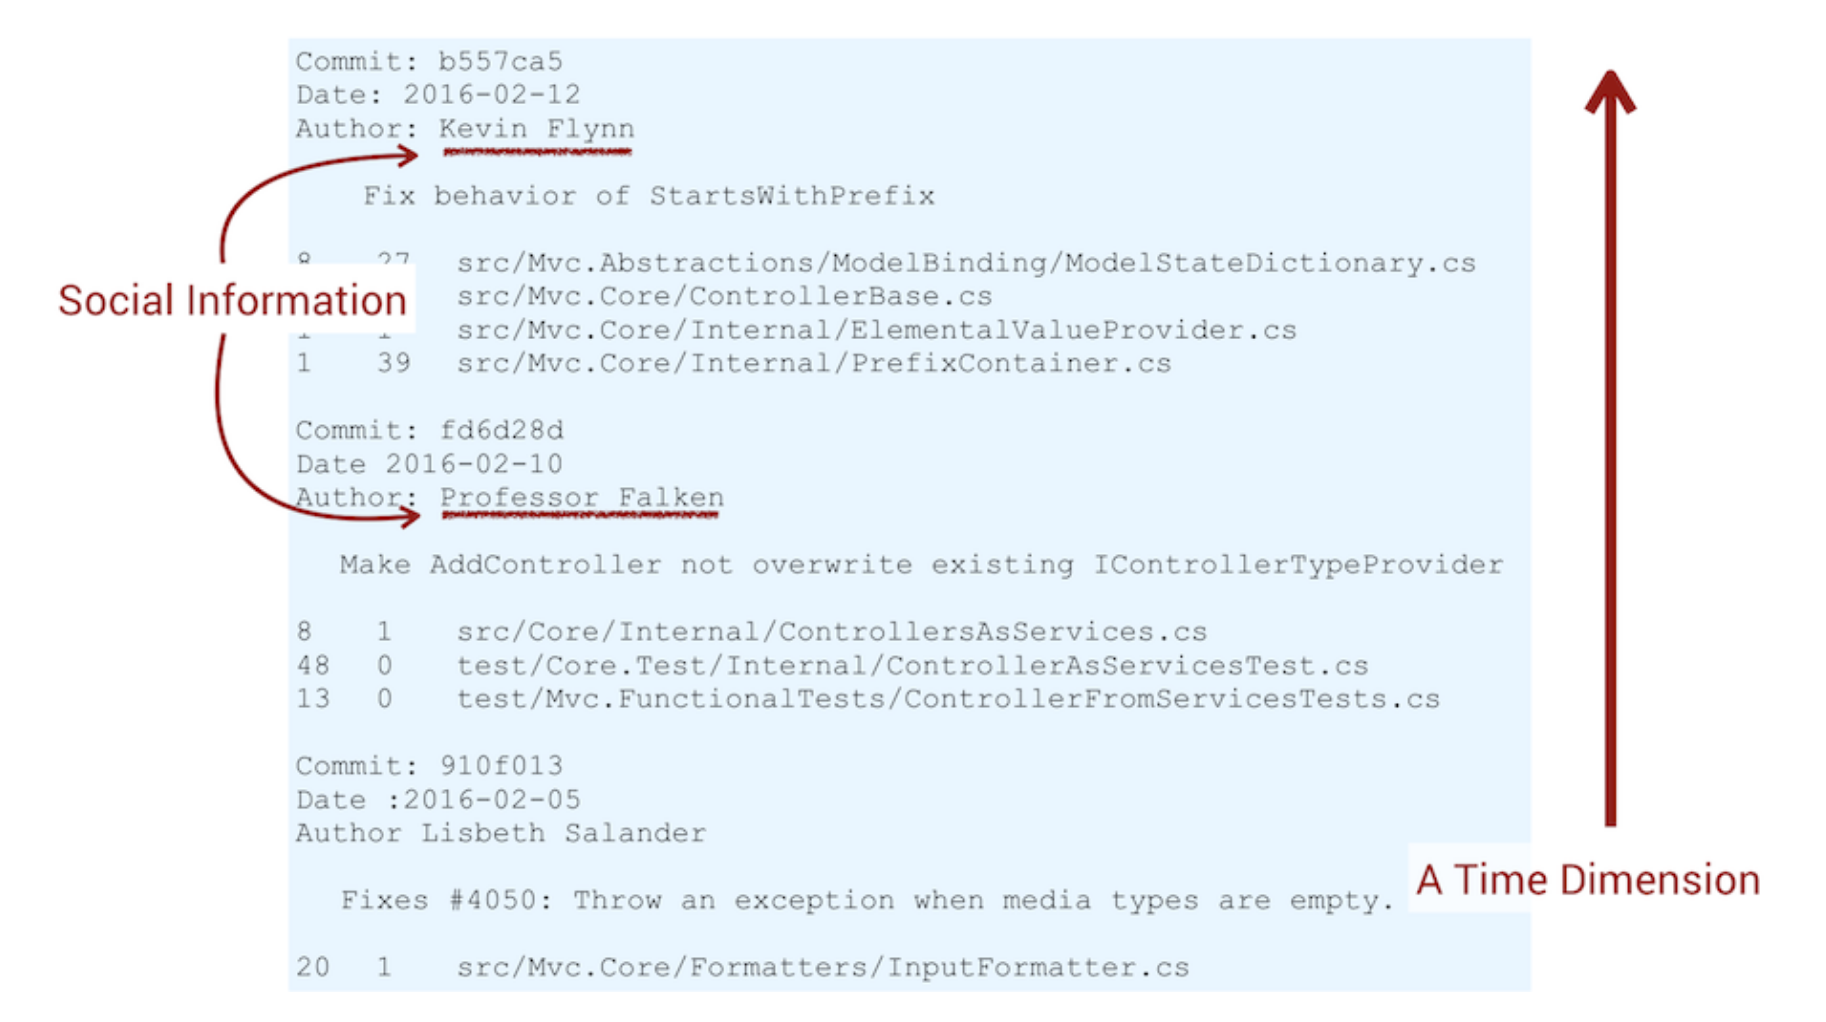 Commit: b557ca5
Date: 2016-02-12
Author: Kevin Flynn
Fix behavior of StartsWithPrefix
8 27 src/Mvc.Abstractions/ModelBinding/ModelStateDictionary.cs
Social Information
src/Mvc.Core/ControllerBase.cs
1 1 src/Mvc.Core/Internal/ElementalValueProvider.cs
1 39 src/Mvc.Core/Internal/PrefixContainer.cs
Commit: fd6d28d
Date 2016-02-10
Author: Professor Falken
Make AddController not overwrite existing IControllerTypeProvider
8 1 src/Core/Internal/ControllersAsServices.cs
48 0 test/Core.Test/Internal/ControllerAsServicesTest.cs
13 0 test/Mvc.FunctionalTests/ControllerFromServicesTests.cs
Commit: 910f013
Date :2016-02-05
Author Lisbeth Salander
A Time Dimension
Fixes #4050: Throw an exception when media types are empty.
20 1 src/Mvc.Core/Formatters/InputFormatter.cs